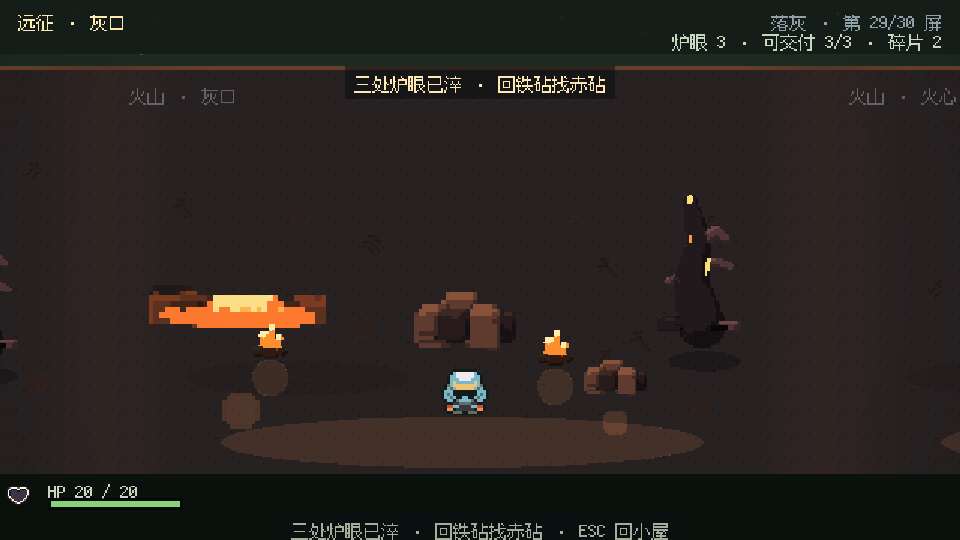 远征 · 灰口
落灰 · 第 29/30 屏
炉眼 3 · 可交付 3/3 · 碎片 2
三处炉眼已淬 · 回铁砧找赤砧
火山 · 灰口
火山 · 火心
HP 20 / 20
三处炉眼已淬 · 回铁砧找赤砧 · ESC 回小屋